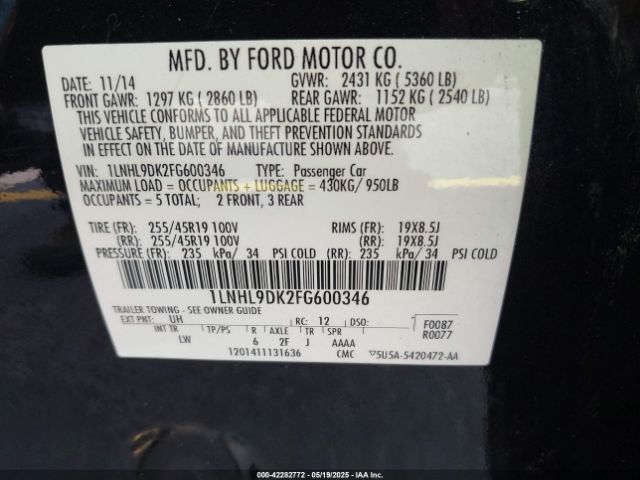 MFD. BY FORD MOTOR CO.
DATE: 11/14 GVWR: 2431 KG ( 5360 LB)
FRONT GAWR: 1297 KG ( 2860 LB) REAR GAWR: 1152 KG ( 2540 LB)
THIS VEHICLE CONFORMS TO ALL APPLICABLE FEDERAL MOTOR
VEHICLE SAFETY, BUMPER, AND THEFT PREVENTION STANDARDS
IN EFFECT ON THE DATE OF MANUFACTURE SHOWN ABOVE.
VIN: 1LNHL9DK2FG600346 TYPE: Passenger Car
MAXIMUM LOAD = OCCUPANTS + LUGGAGE = 430KG/ 950LB
OCCUPANTS = 5 TOTAL; 2 FRONT, 3 REAR
TIRE (FR): 255/45R19 100V RIMS (FR): 19X8.5J
(RR): 255/45R19 100V (RR): 19X8.5J
PRESSURE (FR): 235 kPa/ 34 PSI COLD (RR): 235 kPa/ 34 PSI COLD
1LNHL9DK2FG600346
TRAILER TOWING - SEE OWNER GUIDE
EXT PNT: UH RC: 12 DSO: F0087
INT TR TP/PS R AXLE TR SPR R0077
LW 6 2F J AAAA
1201411131636 CMC ▽5U5A-5420472-AA
000-42282772 - 05/19/2025 - IAAI